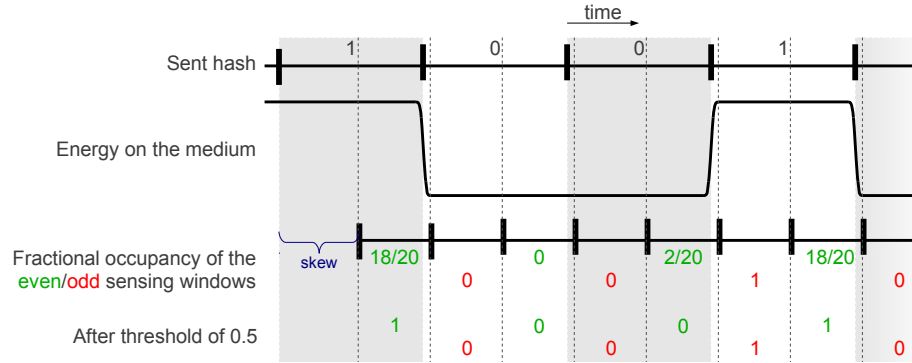 time
Sent hash 1 0 0 1
Energy on the medium
Fractional occupancy of the
even/odd sensing windows
skew
18/20 0 2/20 18/20
0 0 1 0
After threshold of 0.5
1 0 0 1
0 0 1 0